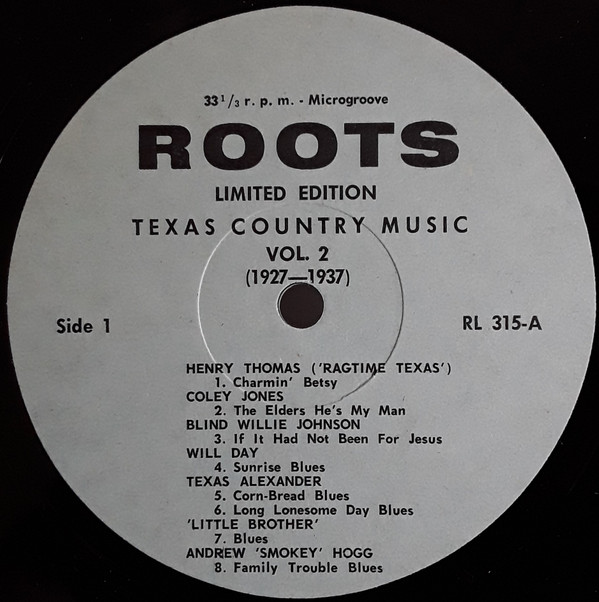 33 1/3 r. p. m. - Microgroove
ROOTS
LIMITED EDITION
TEXAS COUNTRY MUSIC
VOL. 2
(1927—1937)
Side 1
RL 315-A
HENRY THOMAS ('RAGTIME TEXAS')
1. Charmin' Betsy
COLEY JONES
2. The Elders He's My Man
BLIND WILLIE JOHNSON
3. If It Had Not Been For Jesus
WILL DAY
4. Sunrise Blues
TEXAS ALEXANDER
5. Corn-Bread Blues
6. Long Lonesome Day Blues
'LITTLE BROTHER'
7. Blues
ANDREW 'SMOKEY' HOGG
8. Family Trouble Blues